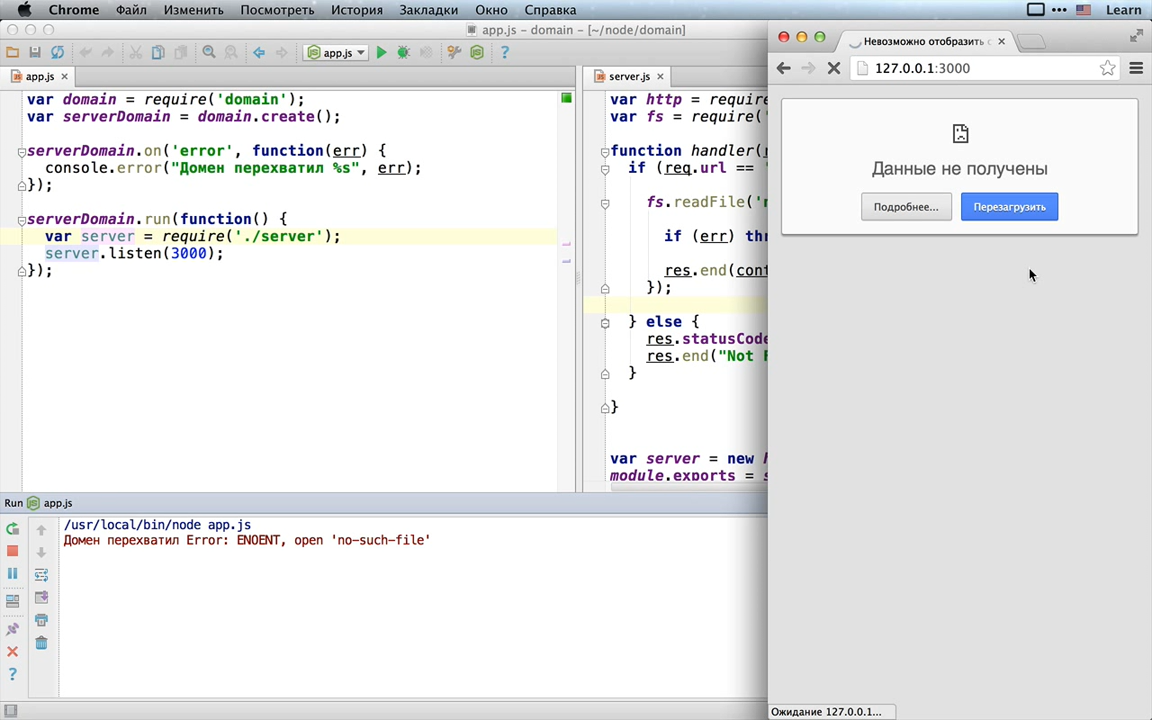 Chrome Файл Изменить Посмотреть История Закладки Окно Справка Learn
app.js – domain – [~/node/domain]
app.js
app.js
var domain = require('domain');
var serverDomain = domain.create();
serverDomain.on('error', function(err) {
console.error("Домен перехватил %s", err);
});
serverDomain.run(function() {
var server = require('./server');
server.listen(3000);
});
server.js
var http = require
var fs = require('
function handler(
if (req.url == '
fs.readFile('n
if (err) thr
res.end(cont
});
} else {
res.statusCode
res.end("Not F
}
}
var server = new h
module.exports = s
Невозможно отобразить с
127.0.0.1:3000
Данные не получены
Подробнее...
Перезагрузить
Ожидание 127.0.0.1...
Run app.js
/usr/local/bin/node app.js
Домен перехватил Error: ENOENT, open 'no-such-file'